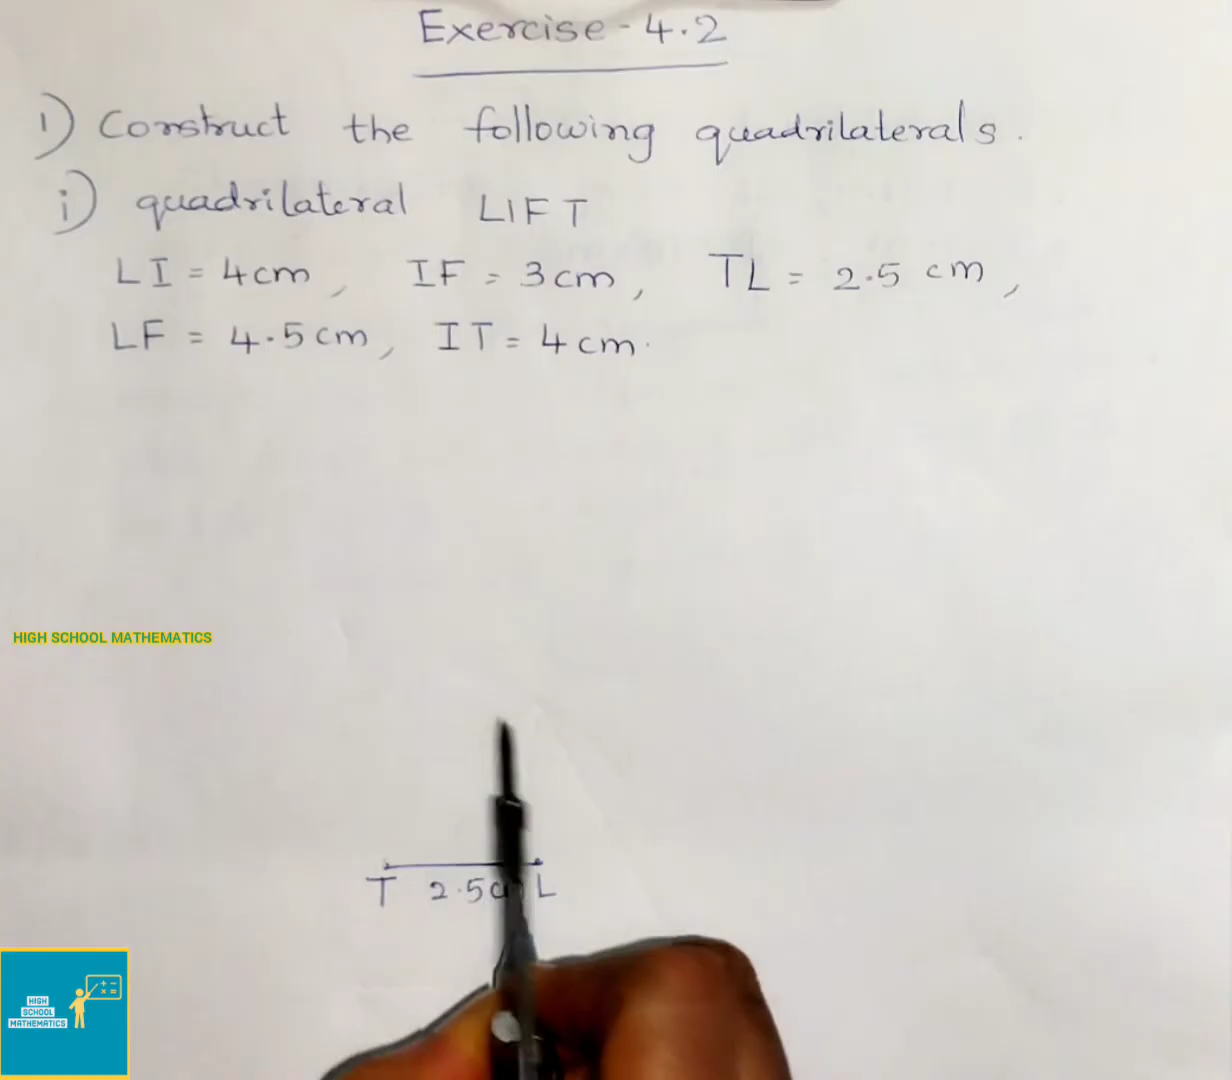 Exercise - 4.2
1) Construct the following quadrilaterals.
i) quadrilateral LIFT
LI = 4cm, IF = 3cm, TL = 2.5 cm,
LF = 4.5cm, IT = 4cm.
HIGH SCHOOL MATHEMATICS
T 2.5c L
HIGH
SCHOOL
MATHEMATICS